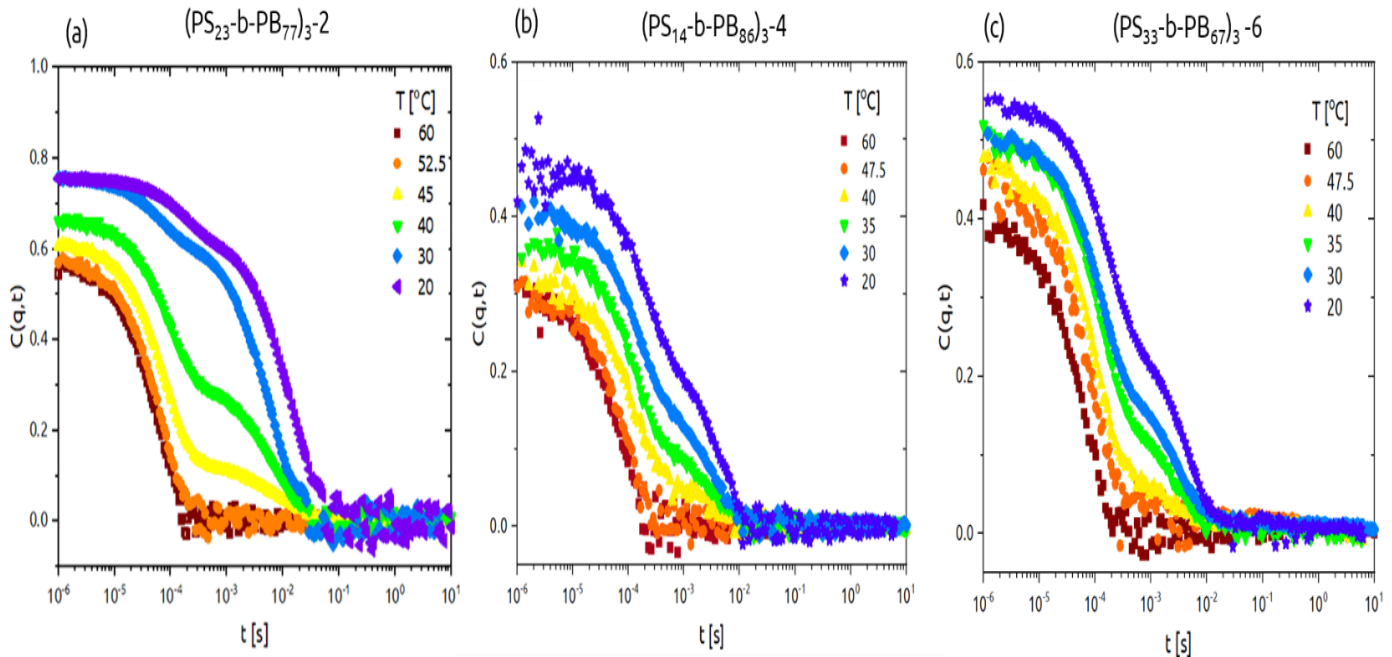 (a) (PS₂₃-b-PB₇₇)₃-2
1.0
0.8
0.6
0.4
0.2
0.0
C(q,t)
T [°C]
60
52.5
45
40
30
20
10⁻⁶ 10⁻⁵ 10⁻⁴ 10⁻³ 10⁻² 10⁻¹ 10⁰ 10¹
t [s]
(b) (PS₁₄-b-PB₈₆)₃-4
0.6
0.4
0.2
0.0
C(q,t)
T [°C]
60
47.5
40
35
30
20
10⁻⁶ 10⁻⁵ 10⁻⁴ 10⁻³ 10⁻² 10⁻¹ 10⁰ 10¹
t [s]
(c) (PS₃₃-b-PB₆₇)₃-6
0.6
0.4
0.2
0.0
C(q,t)
T [°C]
60
47.5
40
35
30
20
10⁻⁶ 10⁻⁵ 10⁻⁴ 10⁻³ 10⁻² 10⁻¹ 10⁰ 10¹
t [s]